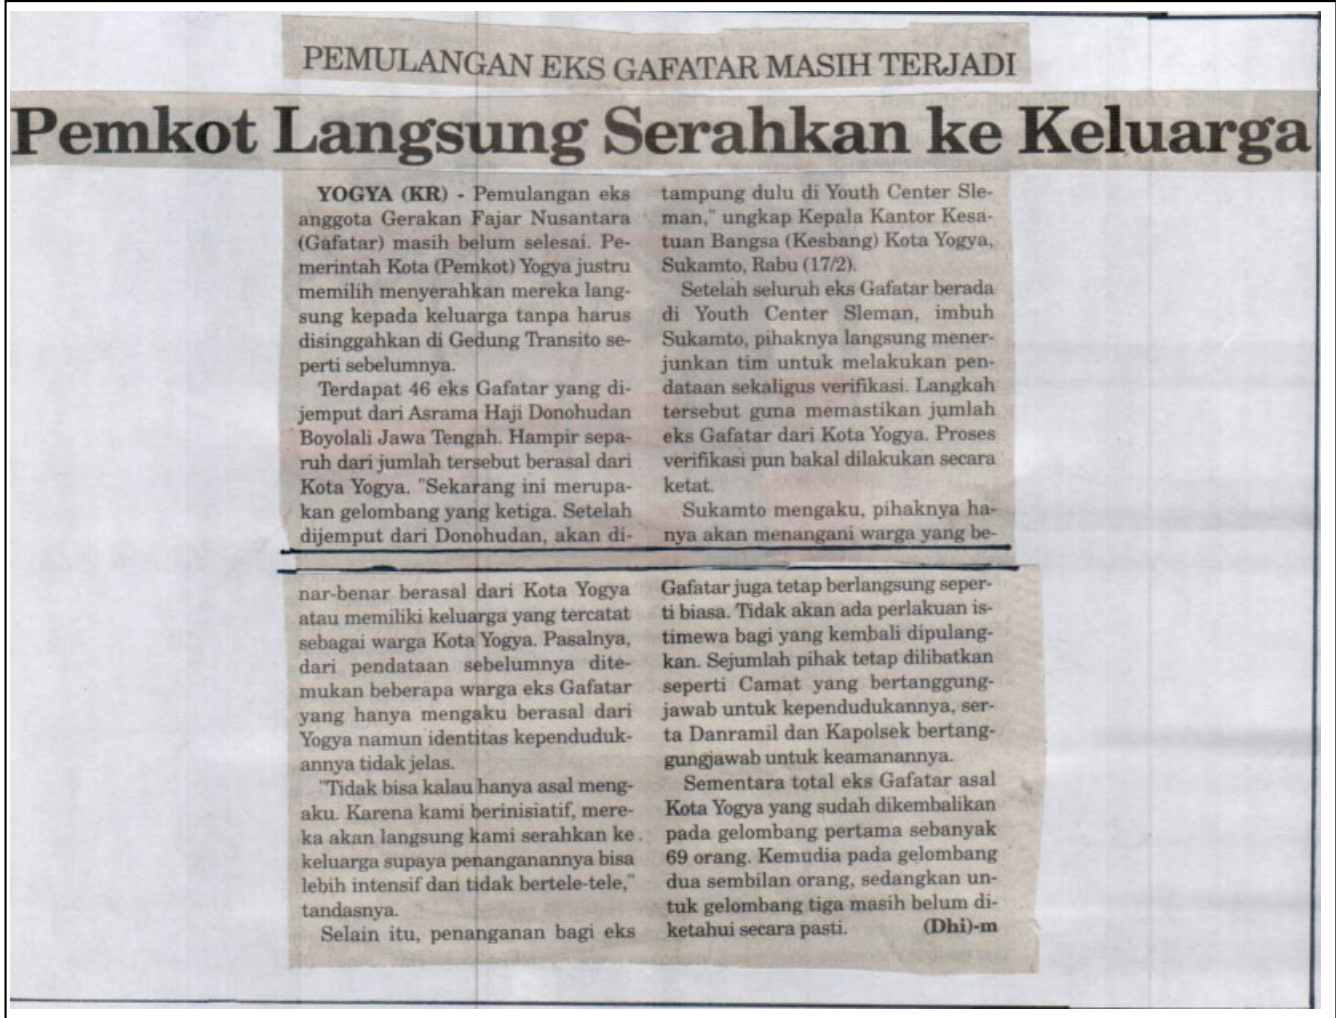 PEMULANGAN EKS GAFATAR MASIH TERJADI
Pemkot Langsung Serahkan ke Keluarga
YOGYA (KR) - Pemulangan eks
anggota Gerakan Fajar Nusantara
(Gafatar) masih belum selesai. Pe-
merintah Kota (Pemkot) Yogya justru
memilih menyerahkan mereka lang-
sung kepada keluarga tanpa harus
disinggahkan di Gedung Transito se-
perti sebelumnya.
Terdapat 46 eks Gafatar yang di-
jemput dari Asrama Haji Donohudan
Boyolali Jawa Tengah. Hampir sepa-
ruh dari jumlah tersebut berasal dari
Kota Yogya. "Sekarang ini merupa-
kan gelombang yang ketiga. Setelah
dijemput dari Donohudan, akan di-
tampung dulu di Youth Center Sle-
man," ungkap Kepala Kantor Kesa-
tuan Bangsa (Kesbang) Kota Yogya,
Sukamto, Rabu (17/2).
Setelah seluruh eks Gafatar berada
di Youth Center Sleman, imbuh
Sukamto, pihaknya langsung mener-
junkan tim untuk melakukan pen-
dataan sekaligus verifikasi. Langkah
tersebut guna memastikan jumlah
eks Gafatar dari Kota Yogya. Proses
verifikasi pun bakal dilakukan secara
ketat.
Sukamto mengaku, pihaknya ha-
nya akan menangani warga yang be-
nar-benar berasal dari Kota Yogya
atau memiliki keluarga yang tercatat
sebagai warga Kota Yogya. Pasalnya,
dari pendataan sebelumnya dite-
mukan beberapa warga eks Gafatar
yang hanya mengaku berasal dari
Yogya namun identitas kependuduk-
annya tidak jelas.
"Tidak bisa kalau hanya asal meng-
aku. Karena kami berinisiatif, mere-
ka akan langsung kami serahkan ke
keluarga supaya penanganannya bisa
lebih intensif dan tidak bertele-tele,"
tandasnya.
Selain itu, penanganan bagi eks
Gafatar juga tetap berlangsung seper-
ti biasa. Tidak akan ada perlakuan is-
timewa bagi yang kembali dipulang-
kan. Sejumlah pihak tetap dilibatkan
seperti Camat yang bertanggung-
jawab untuk kependudukannya, ser-
ta Danramil dan Kapolsek bertang-
gungjawab untuk keamanannya.
Sementara total eks Gafatar asal
Kota Yogya yang sudah dikembalikan
pada gelombang pertama sebanyak
69 orang. Kemudia pada gelombang
dua sembilan orang, sedangkan un-
tuk gelombang tiga masih belum di-
ketahui secara pasti. (Dhi)-m